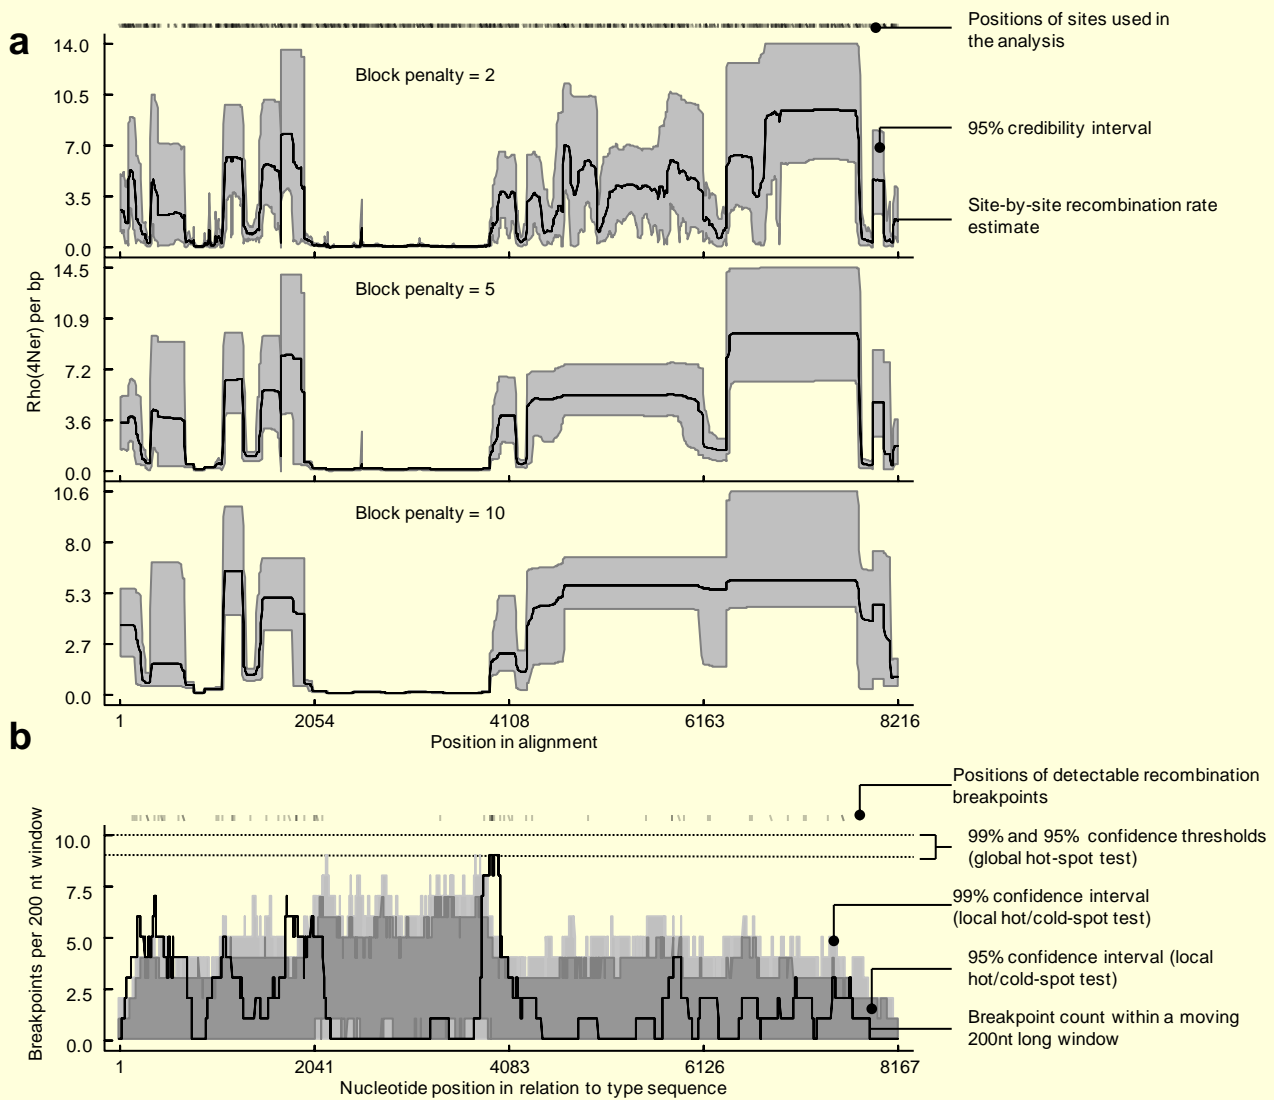 a
Positions of sites used in
the analysis
14.0
10.5
7.0
3.5
0.0
Block penalty = 2
95% credibility interval
Site-by-site recombination rate
estimate
Rho(4Ner) per bp
14.5
10.9
7.2
3.6
0.0
Block penalty = 5
10.6
8.0
5.3
2.7
0.0
Block penalty = 10
1
2054
4108
6163
8216
Position in alignment
b
Positions of detectable recombination
breakpoints
Breakpoints per 200 nt window
10.0
7.5
5.0
2.5
0.0
99% and 95% confidence thresholds
(global hot-spot test)
99% confidence interval
(local hot/cold-spot test)
95% confidence interval (local
hot/cold-spot test)
Breakpoint count within a moving
200nt long window
1
2041
4083
6126
8167
Nucleotide position in relation to type sequence